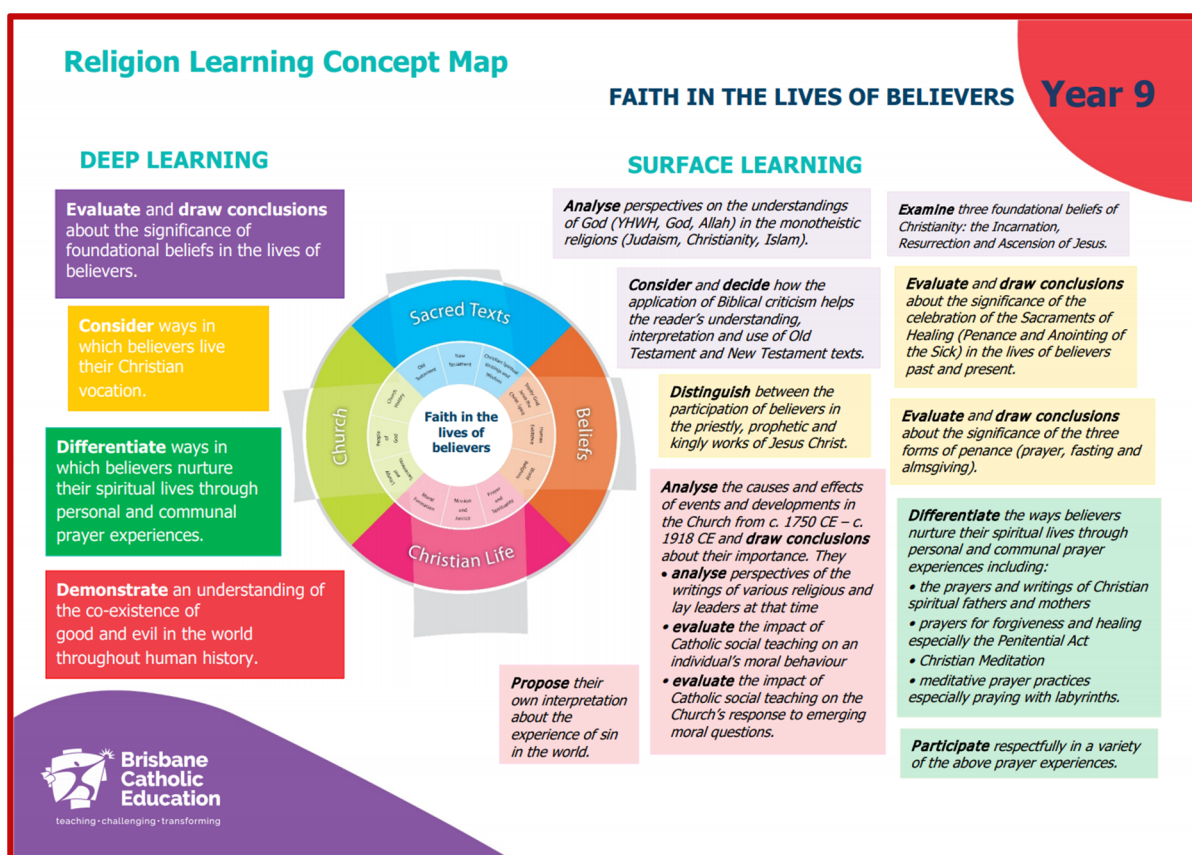 Religion Learning Concept Map
FAITH IN THE LIVES OF BELIEVERS
Year 9
DEEP LEARNING
Evaluate and draw conclusions
about the significance of
foundational beliefs in the lives of
believers.
Consider ways in
which believers live
their Christian
vocation.
Differentiate ways in
which believers nurture
their spiritual lives through
personal and communal
prayer experiences.
Demonstrate an understanding of
the co-existence of
good and evil in the world
throughout human history.
Sacred Texts
Beliefs
Christian Life
Church
Old
Testament
New
Testament
Christian Spiritual
Writings and
Wisdom
Human
Existence
World
Religions
Prayer
and
Spirituality
Mission
and
Justice
Moral
Formation
Liturgy
and
Sacraments
People
of
God
Church
History
Faith in the
lives of
believers
SURFACE LEARNING
Analyse perspectives on the understandings
of God (YHWH, God, Allah) in the monotheistic
religions (Judaism, Christianity, Islam).
Examine three foundational beliefs of
Christianity: the Incarnation,
Resurrection and Ascension of Jesus.
Consider and decide how the
application of Biblical criticism helps
the reader's understanding,
interpretation and use of Old
Testament and New Testament texts.
Evaluate and draw conclusions
about the significance of the
celebration of the Sacraments of
Healing (Penance and Anointing of
the Sick) in the lives of believers
past and present.
Distinguish between the
participation of believers in
the priestly, prophetic and
kingly works of Jesus Christ.
Evaluate and draw conclusions
about the significance of the three
forms of penance (prayer, fasting and
almsgiving).
Analyse the causes and effects
of events and developments in
the Church from c. 1750 CE – c.
1918 CE and draw conclusions
about their importance. They
• analyse perspectives of the
writings of various religious and
lay leaders at that time
• evaluate the impact of
Catholic social teaching on an
individual's moral behaviour
• evaluate the impact of
Catholic social teaching on the
Church's response to emerging
moral questions.
Differentiate the ways believers
nurture their spiritual lives through
personal and communal prayer
experiences including:
• the prayers and writings of Christian
spiritual fathers and mothers
• prayers for forgiveness and healing
especially the Penitential Act
• Christian Meditation
• meditative prayer practices
especially praying with labyrinths.
Propose their
own interpretation
about the
experience of sin
in the world.
Participate respectfully in a variety
of the above prayer experiences.
Brisbane
Catholic
Education
teaching•challenging•transforming